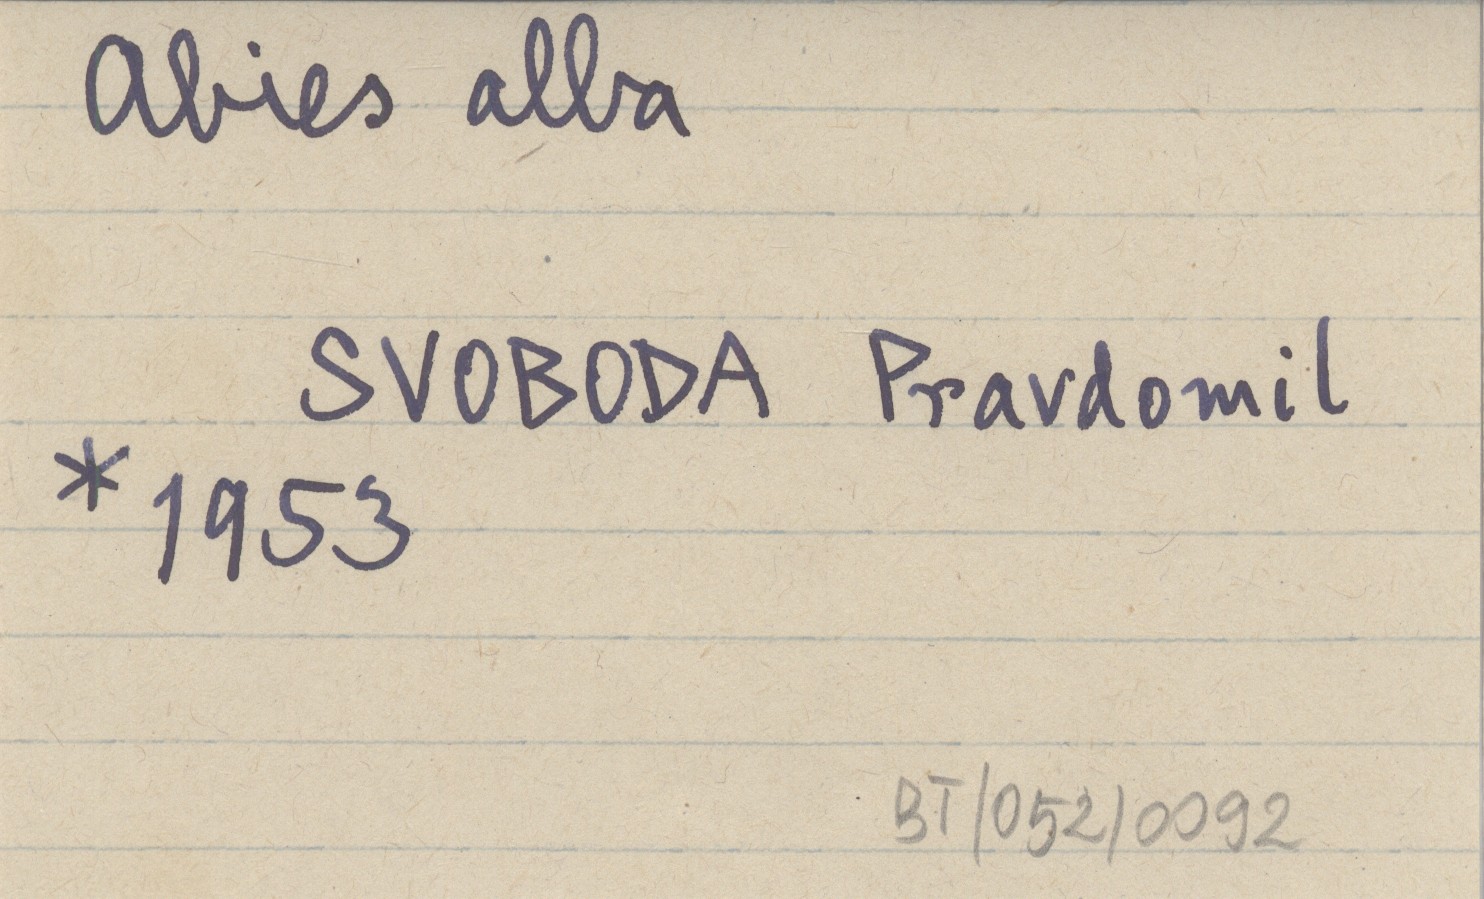 Abies alba
SVOBODA Pravdomil
* 1953
BT/052/0092